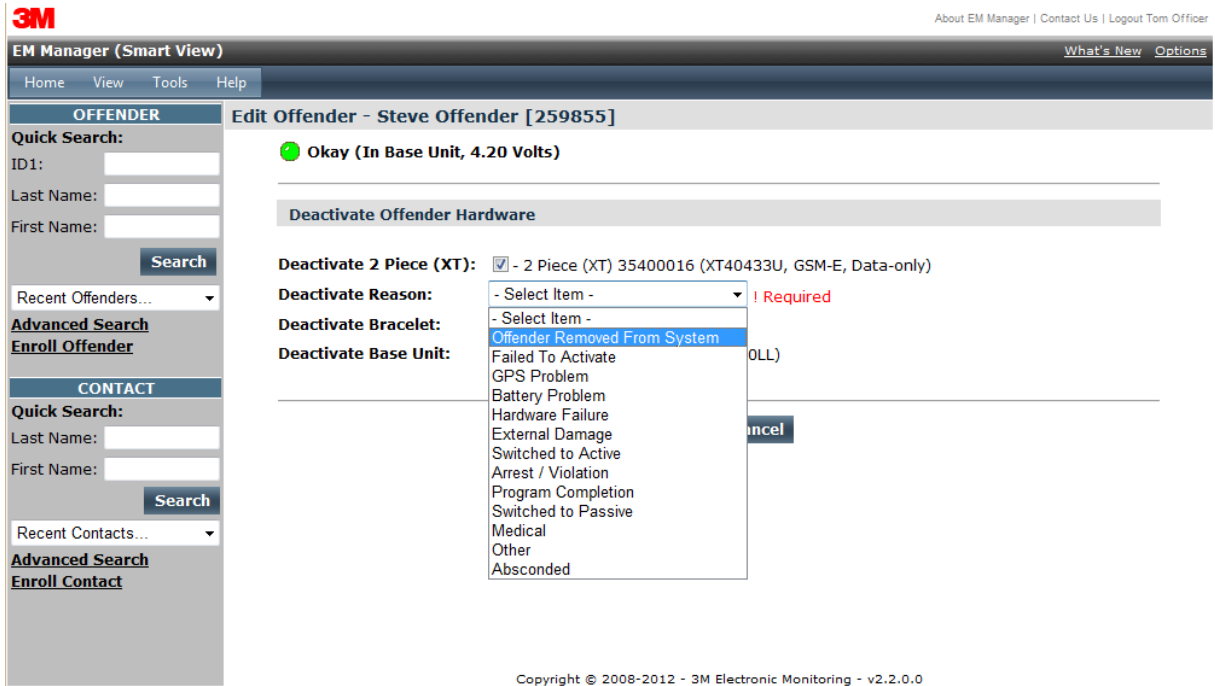 3M
About EM Manager | Contact Us | Logout Tom Officer
EM Manager (Smart View)
What's New Options
Home View Tools Help
OFFENDER
Quick Search:
ID1:
Last Name:
First Name:
Search
Recent Offenders...
Advanced Search
Enroll Offender
CONTACT
Quick Search:
Last Name:
First Name:
Search
Recent Contacts...
Advanced Search
Enroll Contact
Edit Offender - Steve Offender [259855]
Okay (In Base Unit, 4.20 Volts)
Deactivate Offender Hardware
Deactivate 2 Piece (XT): - 2 Piece (XT) 35400016 (XT40433U, GSM-E, Data-only)
Deactivate Reason: - Select Item - ! Required
Deactivate Bracelet:
Deactivate Base Unit:
- Select Item -
Offender Removed From System
Failed To Activate
GPS Problem
Battery Problem
Hardware Failure
External Damage
Switched to Active
Arrest / Violation
Program Completion
Switched to Passive
Medical
Other
Absconded
Copyright © 2008-2012 - 3M Electronic Monitoring - v2.2.0.0